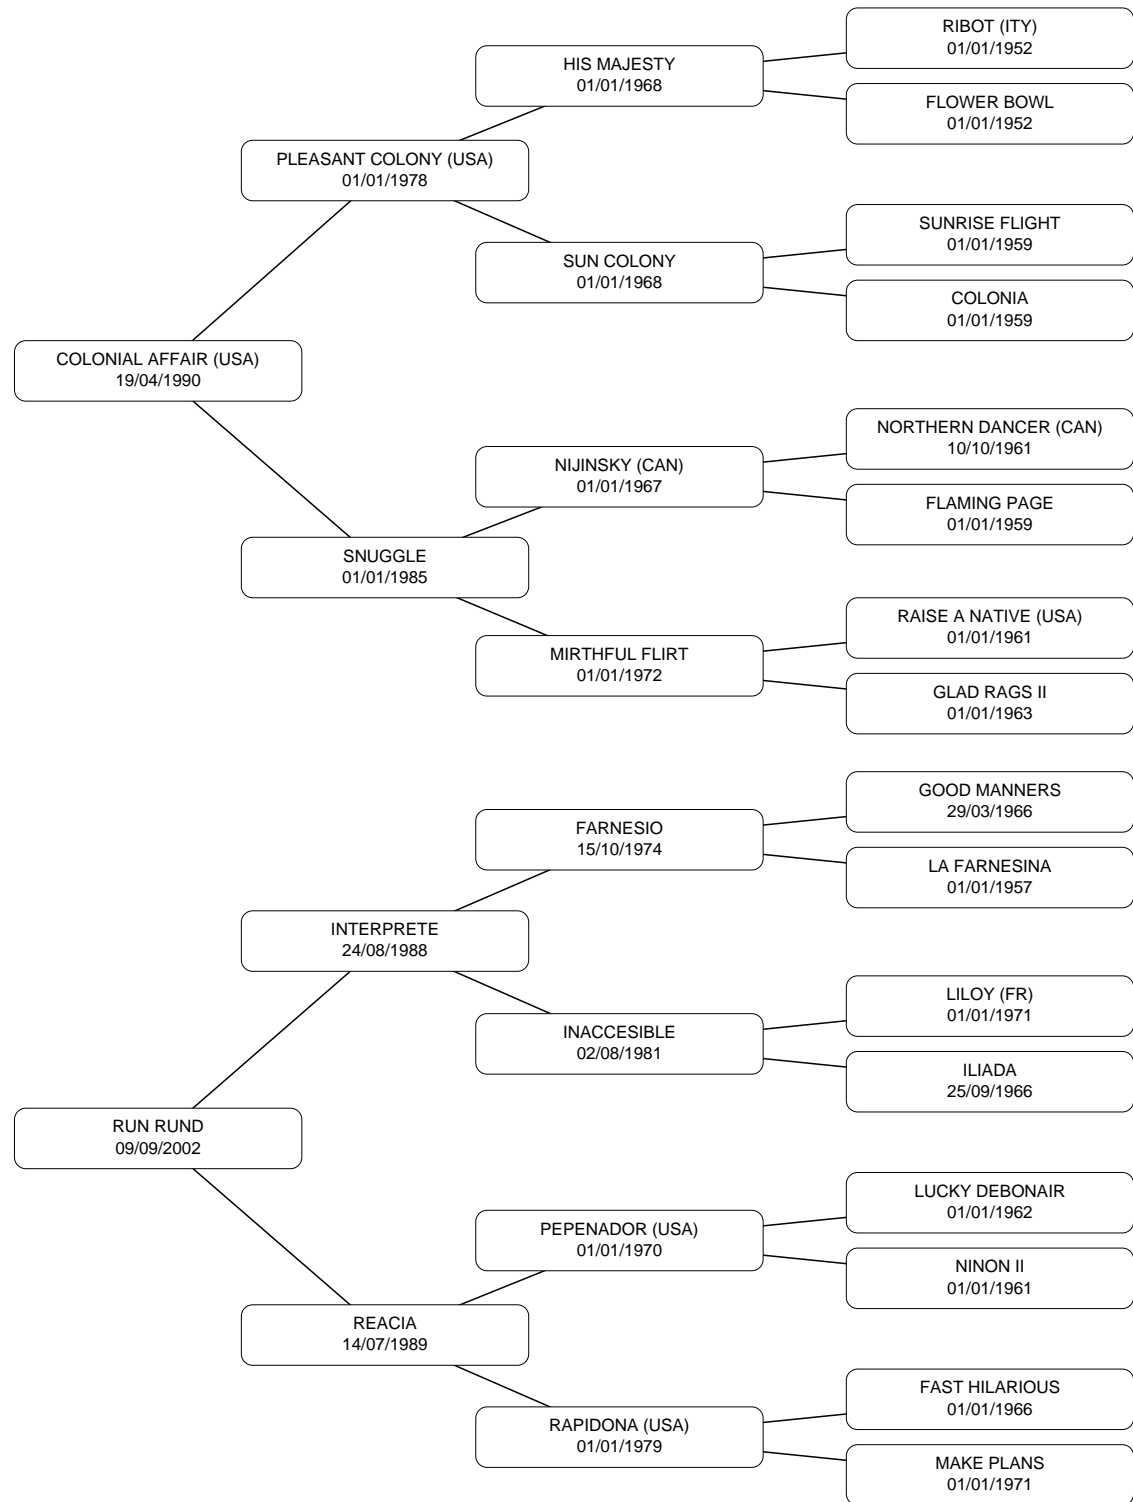 RIBOT (ITY)
01/01/1952
HIS MAJESTY
01/01/1968
FLOWER BOWL
01/01/1952
PLEASANT COLONY (USA)
01/01/1978
SUNRISE FLIGHT
01/01/1959
SUN COLONY
01/01/1968
COLONIA
01/01/1959
COLONIAL AFFAIR (USA)
19/04/1990
NORTHERN DANCER (CAN)
10/10/1961
NIJINSKY (CAN)
01/01/1967
FLAMING PAGE
01/01/1959
SNUGGLE
01/01/1985
RAISE A NATIVE (USA)
01/01/1961
MIRTHFUL FLIRT
01/01/1972
GLAD RAGS II
01/01/1963
GOOD MANNERS
29/03/1966
FARNESIO
15/10/1974
LA FARNESINA
01/01/1957
INTERPRETE
24/08/1988
LILOY (FR)
01/01/1971
INACCESIBLE
02/08/1981
ILIADA
25/09/1966
RUN RUND
09/09/2002
LUCKY DEBONAIR
01/01/1962
PEPENADOR (USA)
01/01/1970
NINON II
01/01/1961
REACIA
14/07/1989
FAST HILARIOUS
01/01/1966
RAPIDONA (USA)
01/01/1979
MAKE PLANS
01/01/1971